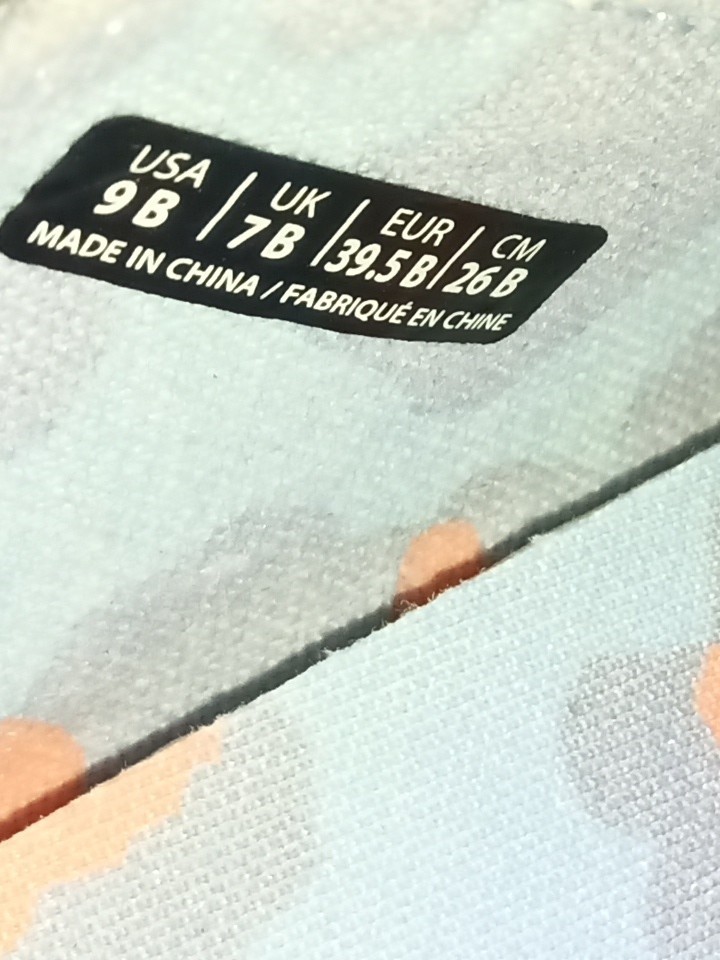 USA | UK | EUR | CM
9 B | 7 B | 39.5 B | 26 B
MADE IN CHINA / FABRIQUÉ EN CHINE